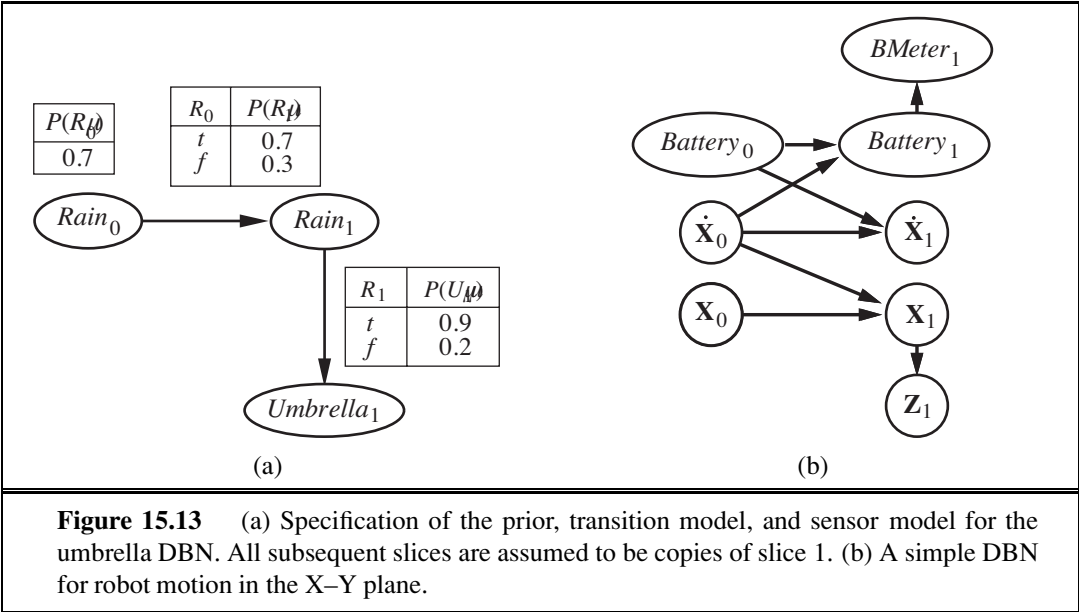 BMeter₁
R₀
t 0.7
f 0.3
0.7
Battery₀ Battery₁
Rain₀ Rain₁
Ẋ₀ Ẋ₁
R₁
t 0.9
f 0.2
X₀ X₁
Umbrella₁
Z₁
(a) (b)
Figure 15.13 (a) Specification of the prior, transition model, and sensor model for the
umbrella DBN. All subsequent slices are assumed to be copies of slice 1. (b) A simple DBN
for robot motion in the X–Y plane.